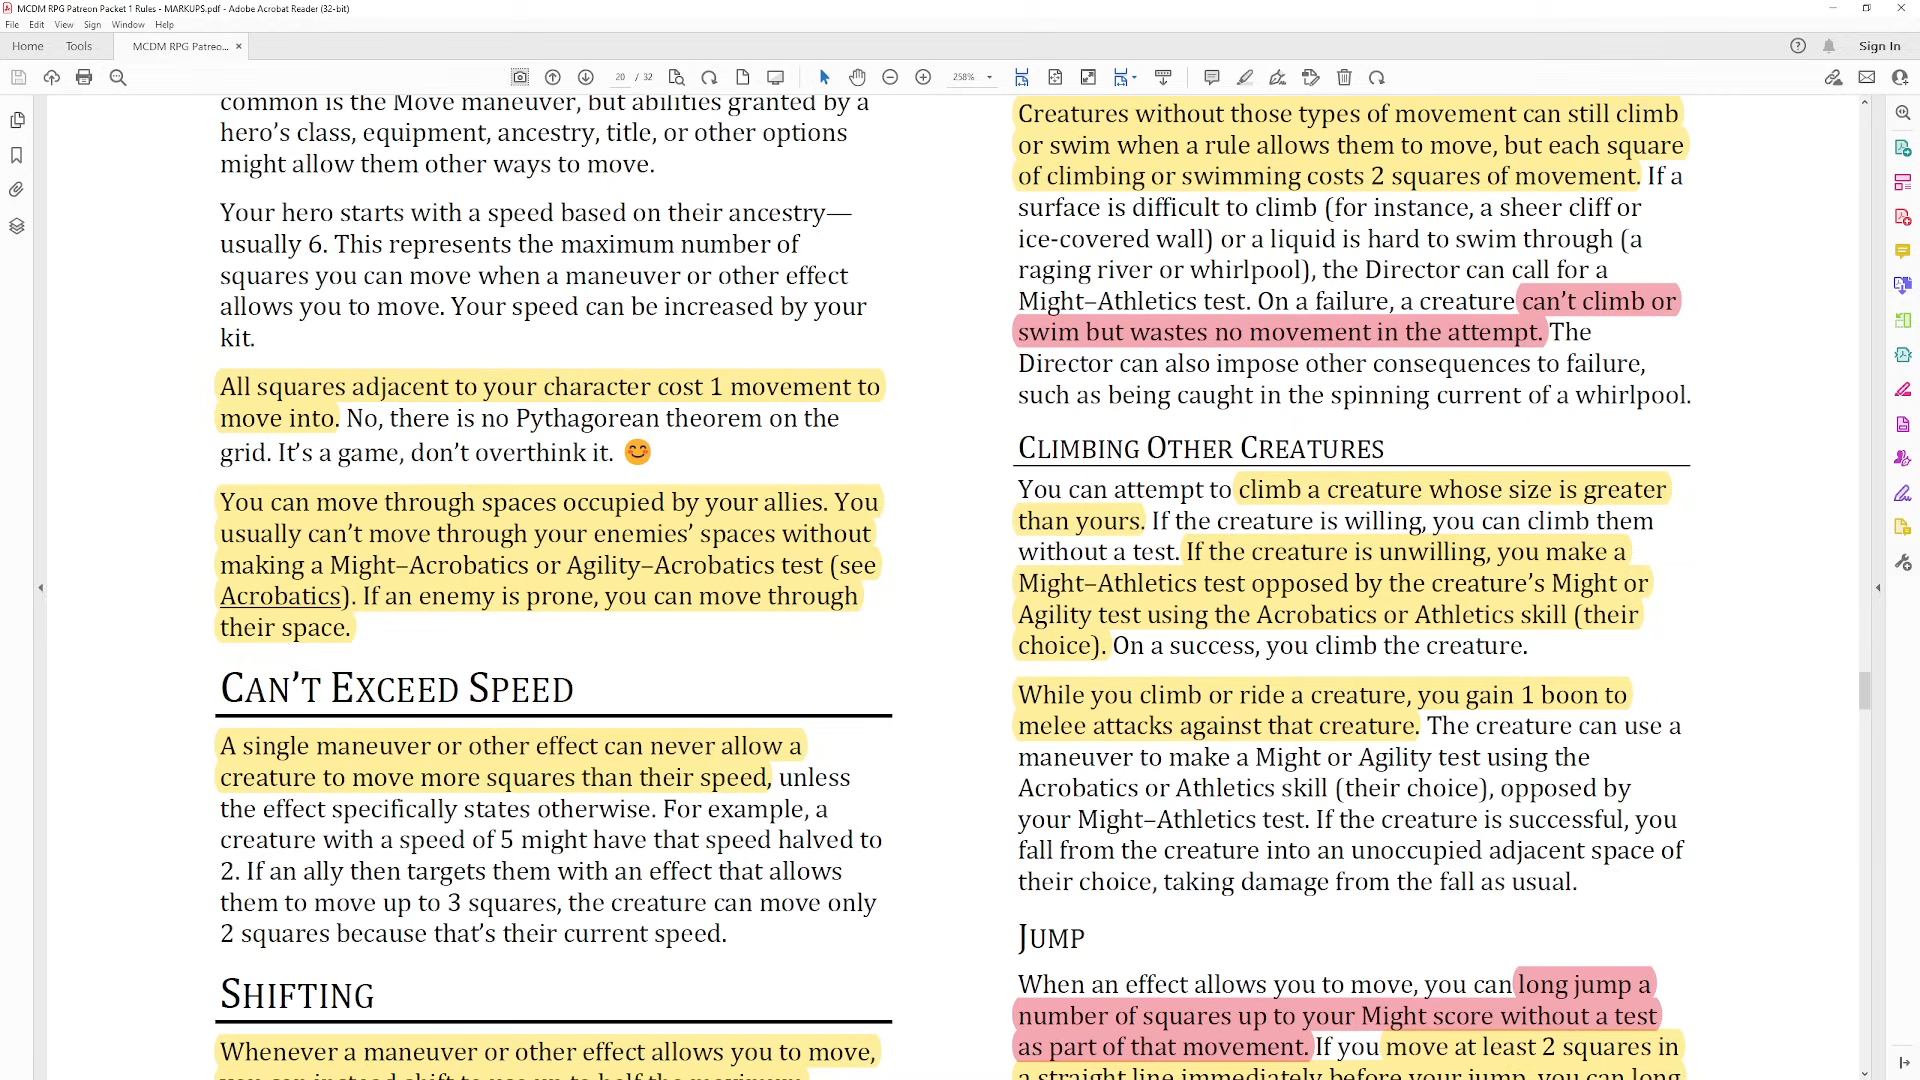 MCDM RPG Patreon Packet 1 Rules - MARKUPS.pdf - Adobe Acrobat Reader (32-bit)
File Edit View Sign Window Help
Home Tools MCDM RPG Patreo... × Sign In
20 / 32 258%
common is the Move maneuver, but abilities granted by a
hero’s class, equipment, ancestry, title, or other options
might allow them other ways to move.
Your hero starts with a speed based on their ancestry—
usually 6. This represents the maximum number of
squares you can move when a maneuver or other effect
allows you to move. Your speed can be increased by your
kit.
All squares adjacent to your character cost 1 movement to
move into. No, there is no Pythagorean theorem on the
grid. It’s a game, don’t overthink it. 😊
You can move through spaces occupied by your allies. You
usually can’t move through your enemies’ spaces without
making a Might–Acrobatics or Agility–Acrobatics test (see
Acrobatics). If an enemy is prone, you can move through
their space.
CAN’T EXCEED SPEED
A single maneuver or other effect can never allow a
creature to move more squares than their speed, unless
the effect specifically states otherwise. For example, a
creature with a speed of 5 might have that speed halved to
2. If an ally then targets them with an effect that allows
them to move up to 3 squares, the creature can move only
2 squares because that’s their current speed.
SHIFTING
Whenever a maneuver or other effect allows you to move,
you can instead shift to use up to half the maximum
Creatures without those types of movement can still climb
or swim when a rule allows them to move, but each square
of climbing or swimming costs 2 squares of movement. If a
surface is difficult to climb (for instance, a sheer cliff or
ice-covered wall) or a liquid is hard to swim through (a
raging river or whirlpool), the Director can call for a
Might–Athletics test. On a failure, a creature can’t climb or
swim but wastes no movement in the attempt. The
Director can also impose other consequences to failure,
such as being caught in the spinning current of a whirlpool.
CLIMBING OTHER CREATURES
You can attempt to climb a creature whose size is greater
than yours. If the creature is willing, you can climb them
without a test. If the creature is unwilling, you make a
Might–Athletics test opposed by the creature’s Might or
Agility test using the Acrobatics or Athletics skill (their
choice). On a success, you climb the creature.
While you climb or ride a creature, you gain 1 boon to
melee attacks against that creature. The creature can use a
maneuver to make a Might or Agility test using the
Acrobatics or Athletics skill (their choice), opposed by
your Might–Athletics test. If the creature is successful, you
fall from the creature into an unoccupied adjacent space of
their choice, taking damage from the fall as usual.
JUMP
When an effect allows you to move, you can long jump a
number of squares up to your Might score without a test
as part of that movement. If you move at least 2 squares in
a straight line immediately before your jump, you can long